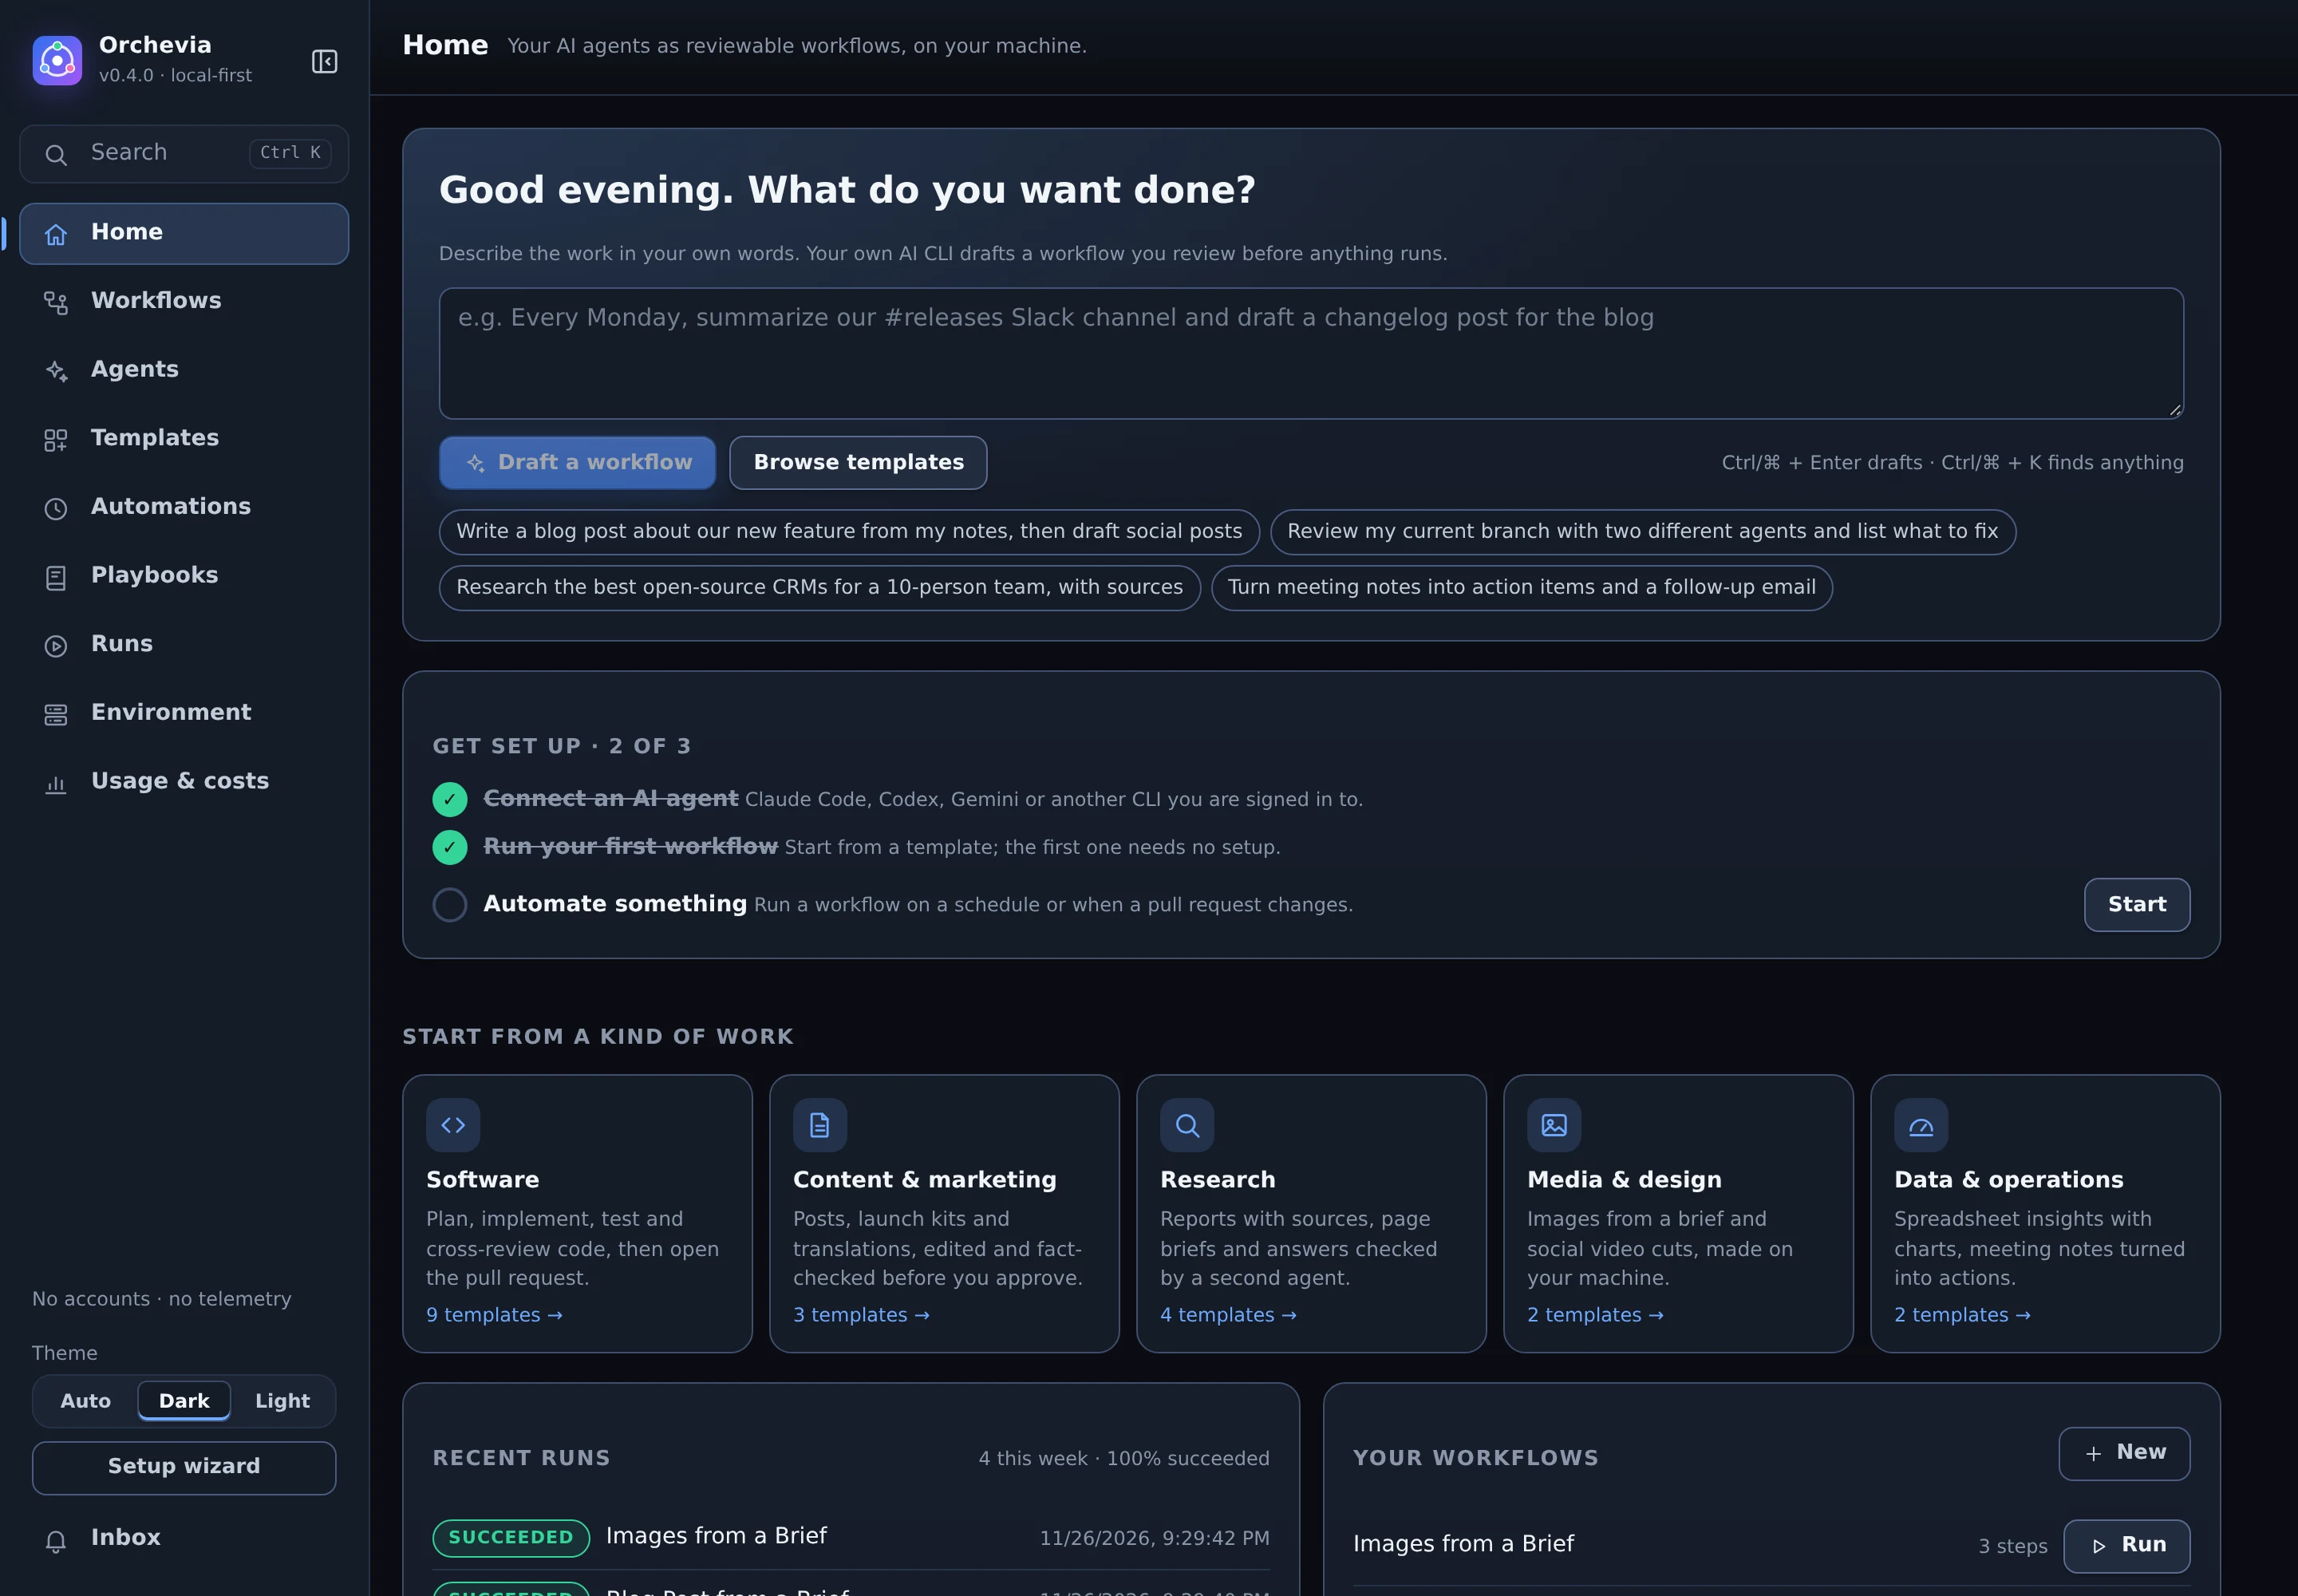 Orchevia
v0.4.0 · local-first
Search
Ctrl K
Home
Workflows
Agents
Templates
Automations
Playbooks
Runs
Environment
Usage & costs
No accounts · no telemetry
Theme
Auto Dark Light
Setup wizard
Inbox
Home Your AI agents as reviewable workflows, on your machine.
Good evening. What do you want done?
Describe the work in your own words. Your own AI CLI drafts a workflow you review before anything runs.
e.g. Every Monday, summarize our #releases Slack channel and draft a changelog post for the blog
Draft a workflow Browse templates Ctrl/⌘ + Enter drafts · Ctrl/⌘ + K finds anything
Write a blog post about our new feature from my notes, then draft social posts Review my current branch with two different agents and list what to fix
Research the best open-source CRMs for a 10-person team, with sources Turn meeting notes into action items and a follow-up email
GET SET UP · 2 OF 3
✓ Connect an AI agent Claude Code, Codex, Gemini or another CLI you are signed in to.
✓ Run your first workflow Start from a template; the first one needs no setup.
Automate something Run a workflow on a schedule or when a pull request changes. Start
START FROM A KIND OF WORK
Software
Plan, implement, test and
cross-review code, then open
the pull request.
9 templates →
Content & marketing
Posts, launch kits and
translations, edited and fact-
checked before you approve.
3 templates →
Research
Reports with sources, page
briefs and answers checked
by a second agent.
4 templates →
Media & design
Images from a brief and
social video cuts, made on
your machine.
2 templates →
Data & operations
Spreadsheet insights with
charts, meeting notes turned
into actions.
2 templates →
RECENT RUNS 4 this week · 100% succeeded
SUCCEEDED Images from a Brief 11/26/2026, 9:29:42 PM
SUCCEEDED Blog Post from a Brief
YOUR WORKFLOWS + New
Images from a Brief 3 steps Run